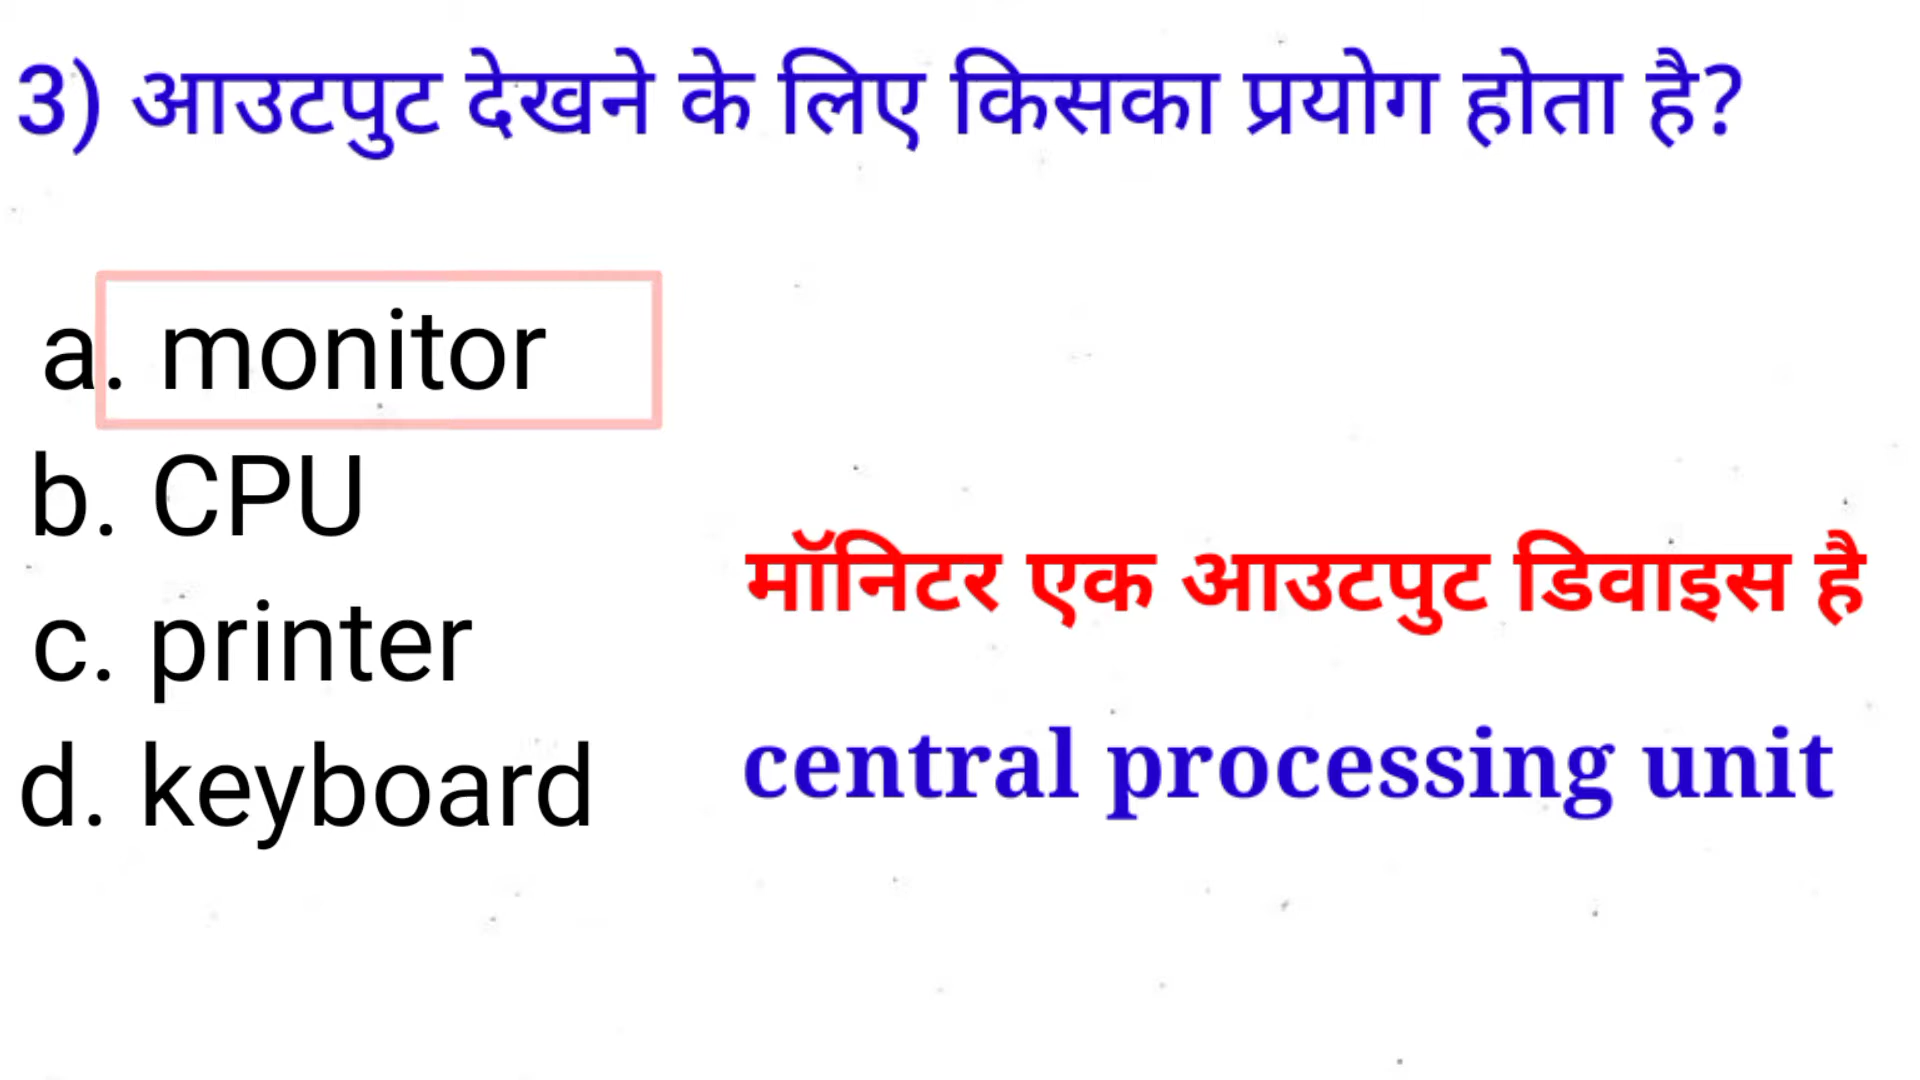 3) आउटपुट देखने के लिए किसका प्रयोग होता है?
a. monitor
b. CPU
c. printer
d. keyboard
मॉनिटर एक आउटपुट डिवाइस है
central processing unit